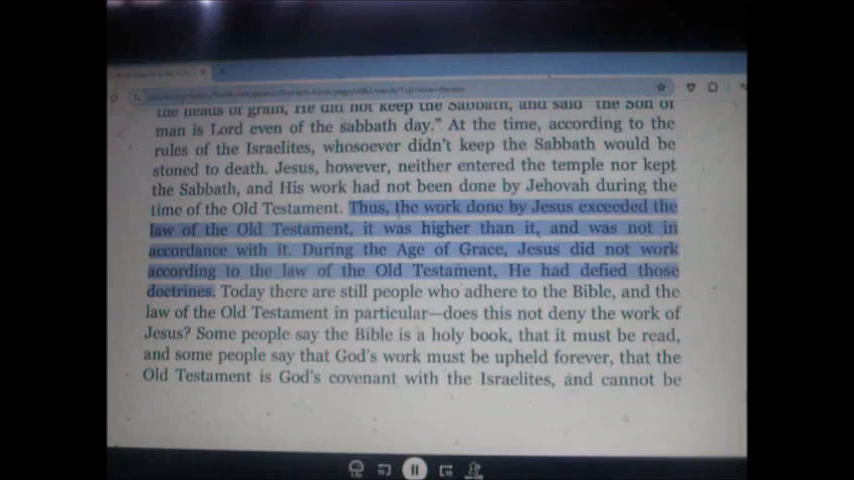 the heads of grain, He did not keep the Sabbath, and said "the Son of
man is Lord even of the sabbath day." At the time, according to the
rules of the Israelites, whosoever didn't keep the Sabbath would be
stoned to death. Jesus, however, neither entered the temple nor kept
the Sabbath, and His work had not been done by Jehovah during the
time of the Old Testament. Thus, the work done by Jesus exceeded the
law of the Old Testament, it was higher than it, and was not in
accordance with it. During the Age of Grace, Jesus did not work
according to the law of the Old Testament, He had defied those
doctrines. Today there are still people who adhere to the Bible, and the
law of the Old Testament in particular—does this not deny the work of
Jesus? Some people say the Bible is a holy book, that it must be read,
and some people say that God's work must be upheld forever, that the
Old Testament is God's covenant with the Israelites, and cannot be